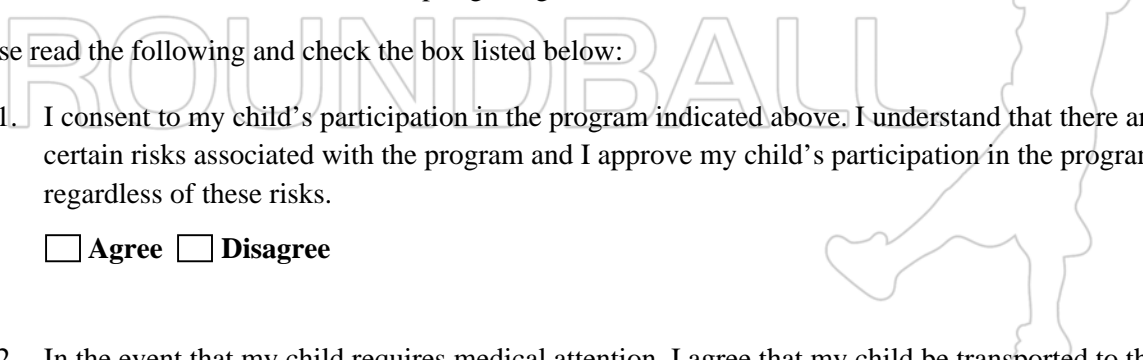 ROUNDBALL
se read the following and check the box listed below:
1. I consent to my child’s participation in the program indicated above. I understand that there
certain risks associated with the program and I approve my child’s participation in the
regardless of these risks.
Agree Disagree
2. In the event that my child requires medical attention, I agree that my child be transported to